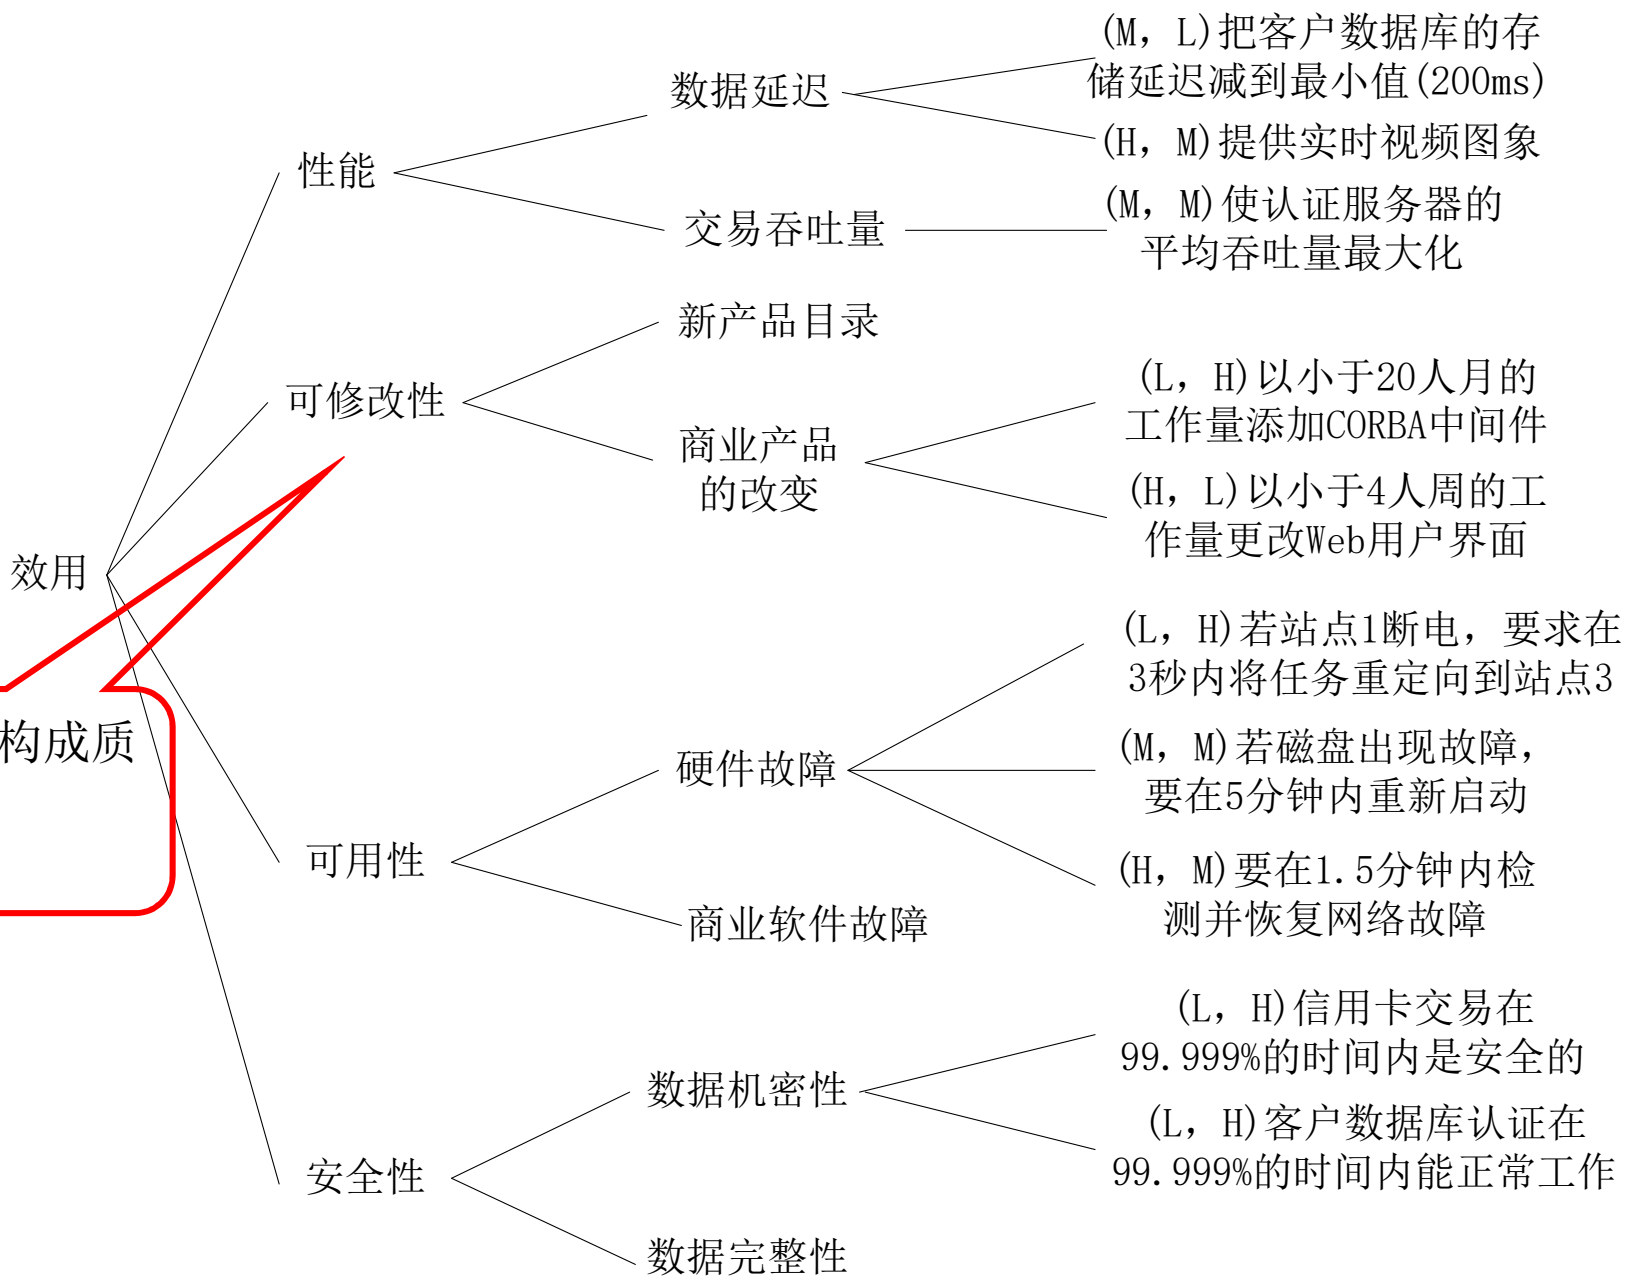 (M，L)把客户数据库的存
储延迟减到最小值(200ms)
数据延迟
(H，M)提供实时视频图象
性能
(M，M)使认证服务器的
平均吞吐量最大化
交易吞吐量
新产品目录
可修改性
(L，H)以小于20人月的
工作量添加CORBA中间件
商业产品
的改变
(H，L)以小于4人周的工
作量更改Web用户界面
效用
(L，H)若站点1断电，要求在
3秒内将任务重定向到站点3
构成质
硬件故障
(M，M)若磁盘出现故障，
要在5分钟内重新启动
可用性
(H，M)要在1.5分钟内检
测并恢复网络故障
商业软件故障
(L，H)信用卡交易在
99.999%的时间内是安全的
数据机密性
(L，H)客户数据库认证在
99.999%的时间内能正常工作
安全性
数据完整性